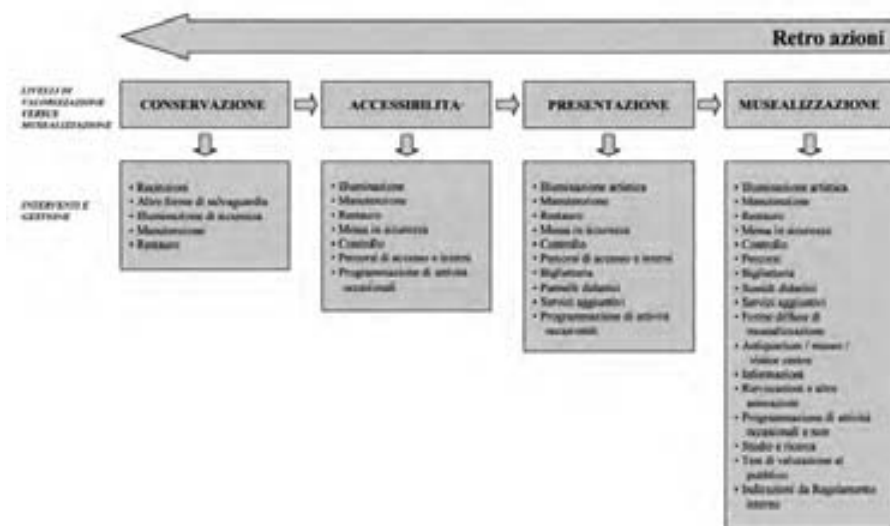 Retro azioni
LIVELLI DI
VALORIZZAZIONE
VERSUS
MUSEALIZZAZIONE
CONSERVAZIONE
ACCESSIBILITA'
PRESENTAZIONE
MUSEALIZZAZIONE
INTERVENTI E
GESTIONE
• Recinzioni
• Altre forme di salvaguardia
• Illuminazione di sicurezza
• Manutenzione
• Restauro
• Illuminazione
• Manutenzione
• Restauro
• Messa in sicurezza
• Controllo
• Percorsi di accesso e interni
• Programmazione di attività
occasionali
• Illuminazione artistica
• Manutenzione
• Restauro
• Messa in sicurezza
• Controllo
• Percorsi di accesso e interni
• Biglietteria
• Pannelli didattici
• Servizi aggiuntivi
• Programmazione di attività
occasionali
• Illuminazione artistica
• Manutenzione
• Restauro
• Messa in sicurezza
• Controllo
• Percorsi
• Biglietteria
• Sussidi didattici
• Servizi aggiuntivi
• Forme diffuse di
musealizzazione
• Antiquarium / museo /
visitor centre
• Informazioni
• Rievocazioni e altre
animazioni
• Programmazione di attività
occasionali e non
• Studio e ricerca
• Test di valutazione al
pubblico
• Indicazioni da Regolamento
interno